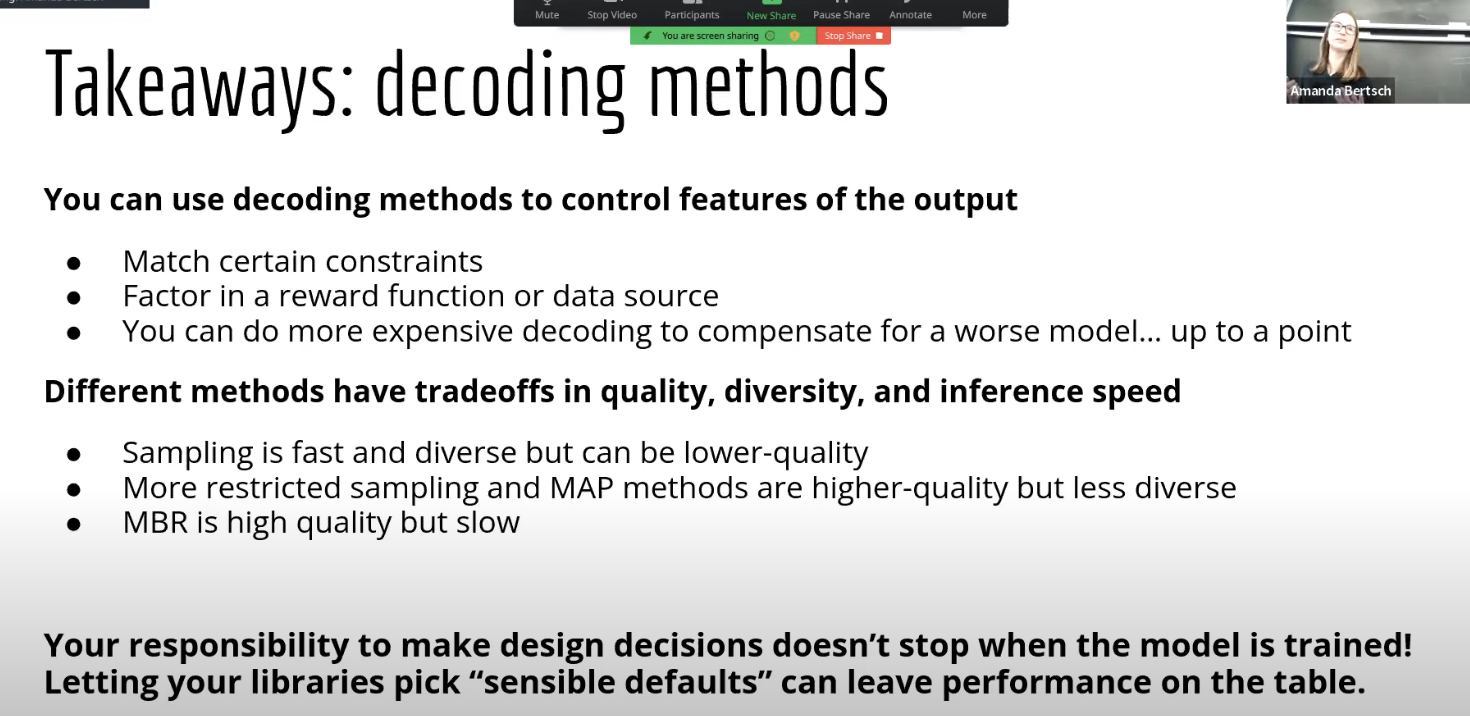 Mute Stop Video Participants New Share Pause Share Annotate More
You are screen sharing Stop Share
Amanda Bertsch
Takeaways: decoding methods
You can use decoding methods to control features of the output
● Match certain constraints
● Factor in a reward function or data source
● You can do more expensive decoding to compensate for a worse model... up to a point
Different methods have tradeoffs in quality, diversity, and inference speed
● Sampling is fast and diverse but can be lower-quality
● More restricted sampling and MAP methods are higher-quality but less diverse
● MBR is high quality but slow
Your responsibility to make design decisions doesn’t stop when the model is trained!
Letting your libraries pick “sensible defaults” can leave performance on the table.